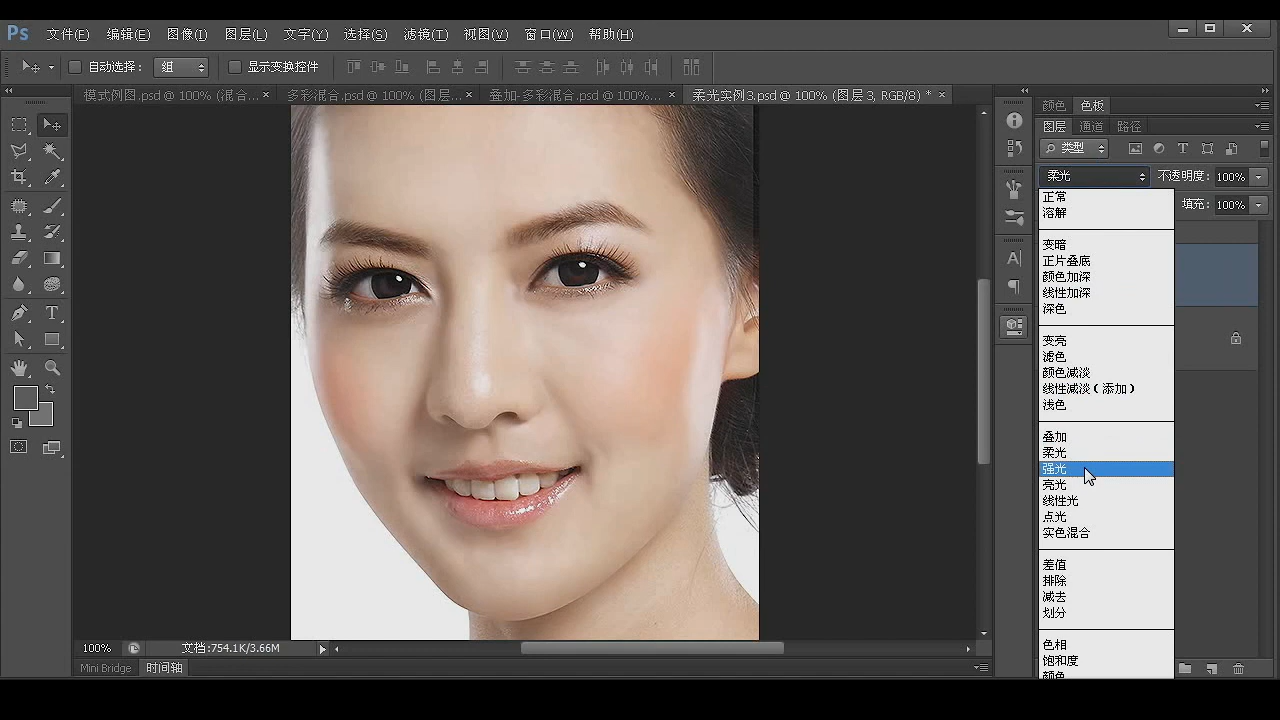 Ps 文件(F) 编辑(E) 图像(I) 图层(L) 文字(Y) 选择(S) 滤镜(T) 视图(V) 窗口(W) 帮助(H)
自动选择： 组 显示变换控件
模式例图.psd @ 100% (混合... × 多彩混合.psd @ 100% (图层... × 叠加-多彩混合.psd @ 100%... × 柔光实例3.psd @ 100% (图层 3, RGB/8) * ×
颜色 色板
图层 通道 路径
类型
柔光 不透明度： 100%
填充： 100%
正常
溶解
变暗
正片叠底
颜色加深
线性加深
深色
变亮
滤色
颜色减淡
线性减淡（添加）
浅色
叠加
柔光
强光
亮光
线性光
点光
实色混合
差值
排除
减去
划分
色相
饱和度
颜色
100% 文档:754.1K/3.66M
Mini Bridge 时间轴